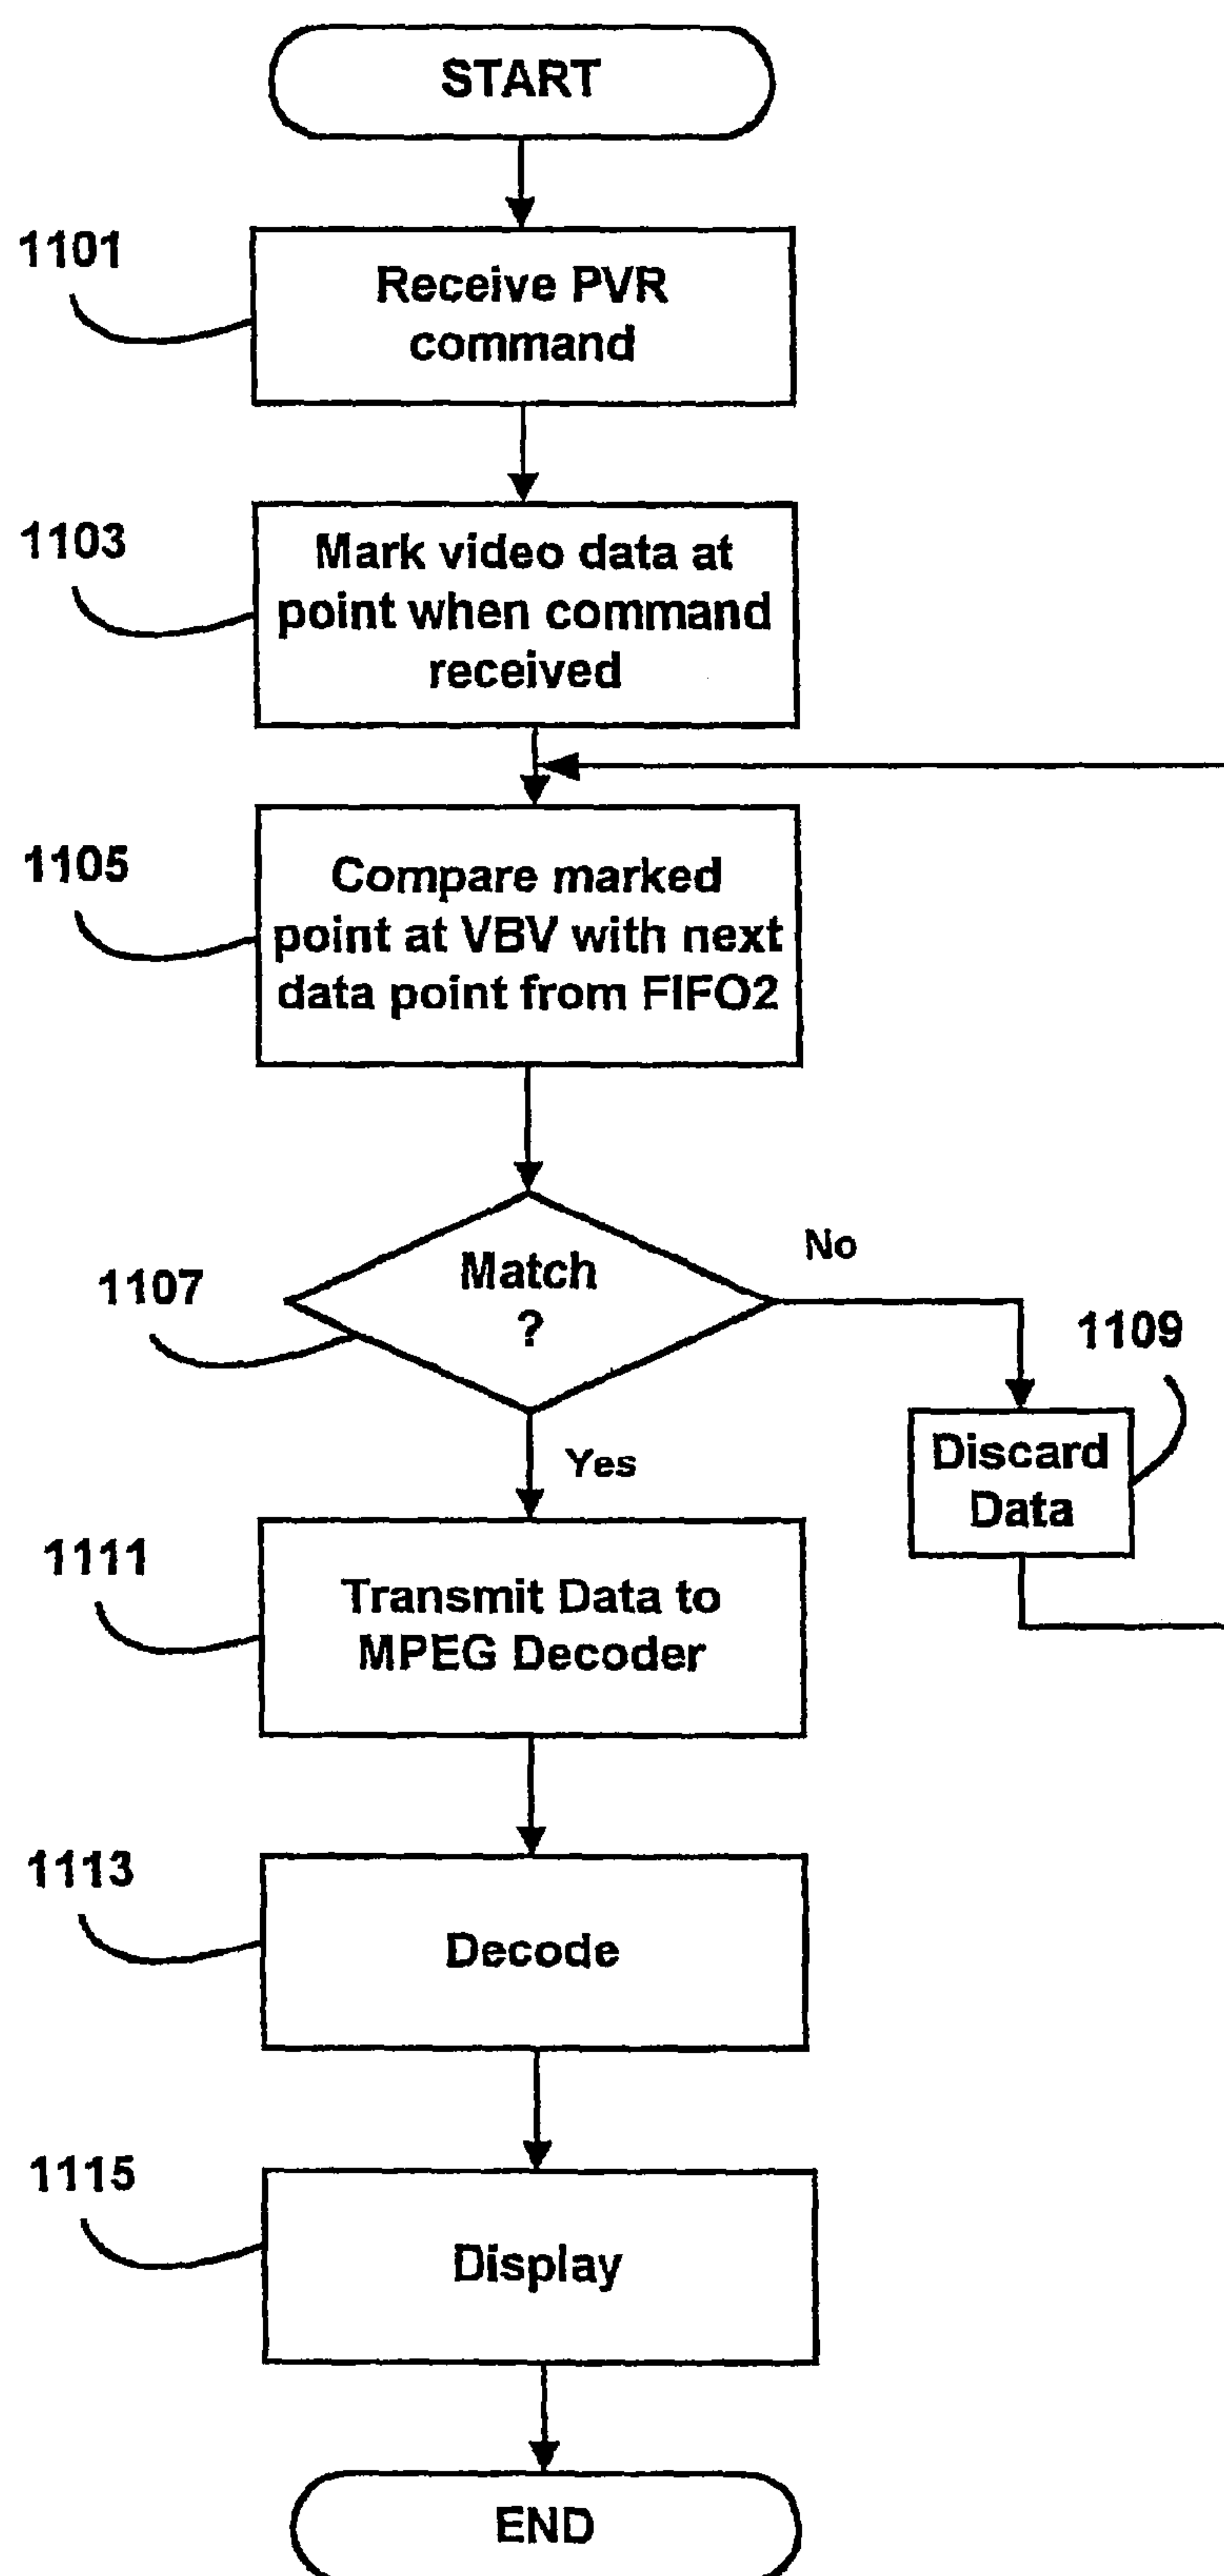 START
1101
Receive PVR
command
1103
Mark video data at
point when command
received
1105
Compare marked
point at VBV with next
data point from FIFO2
1107
Match
?
No
1109
Discard
Data
Yes
1111
Transmit Data to
MPEG Decoder
1113
Decode
1115
Display
END